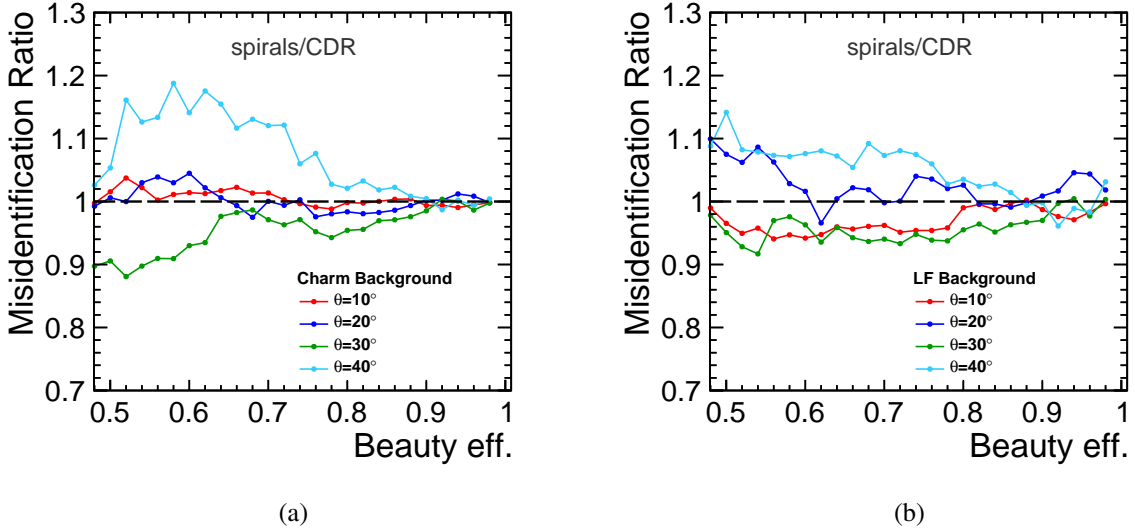 1.3
1.2
1.1
1
0.9
0.8
0.7
Misidentification Ratio
spirals/CDR
Charm Background
θ=10°
θ=20°
θ=30°
θ=40°
0.5 0.6 0.7 0.8 0.9 1
Beauty eff.
(a)
1.3
1.2
1.1
1
0.9
0.8
0.7
Misidentification Ratio
spirals/CDR
LF Background
θ=10°
θ=20°
θ=30°
θ=40°
0.5 0.6 0.7 0.8 0.9 1
Beauty eff.
(b)